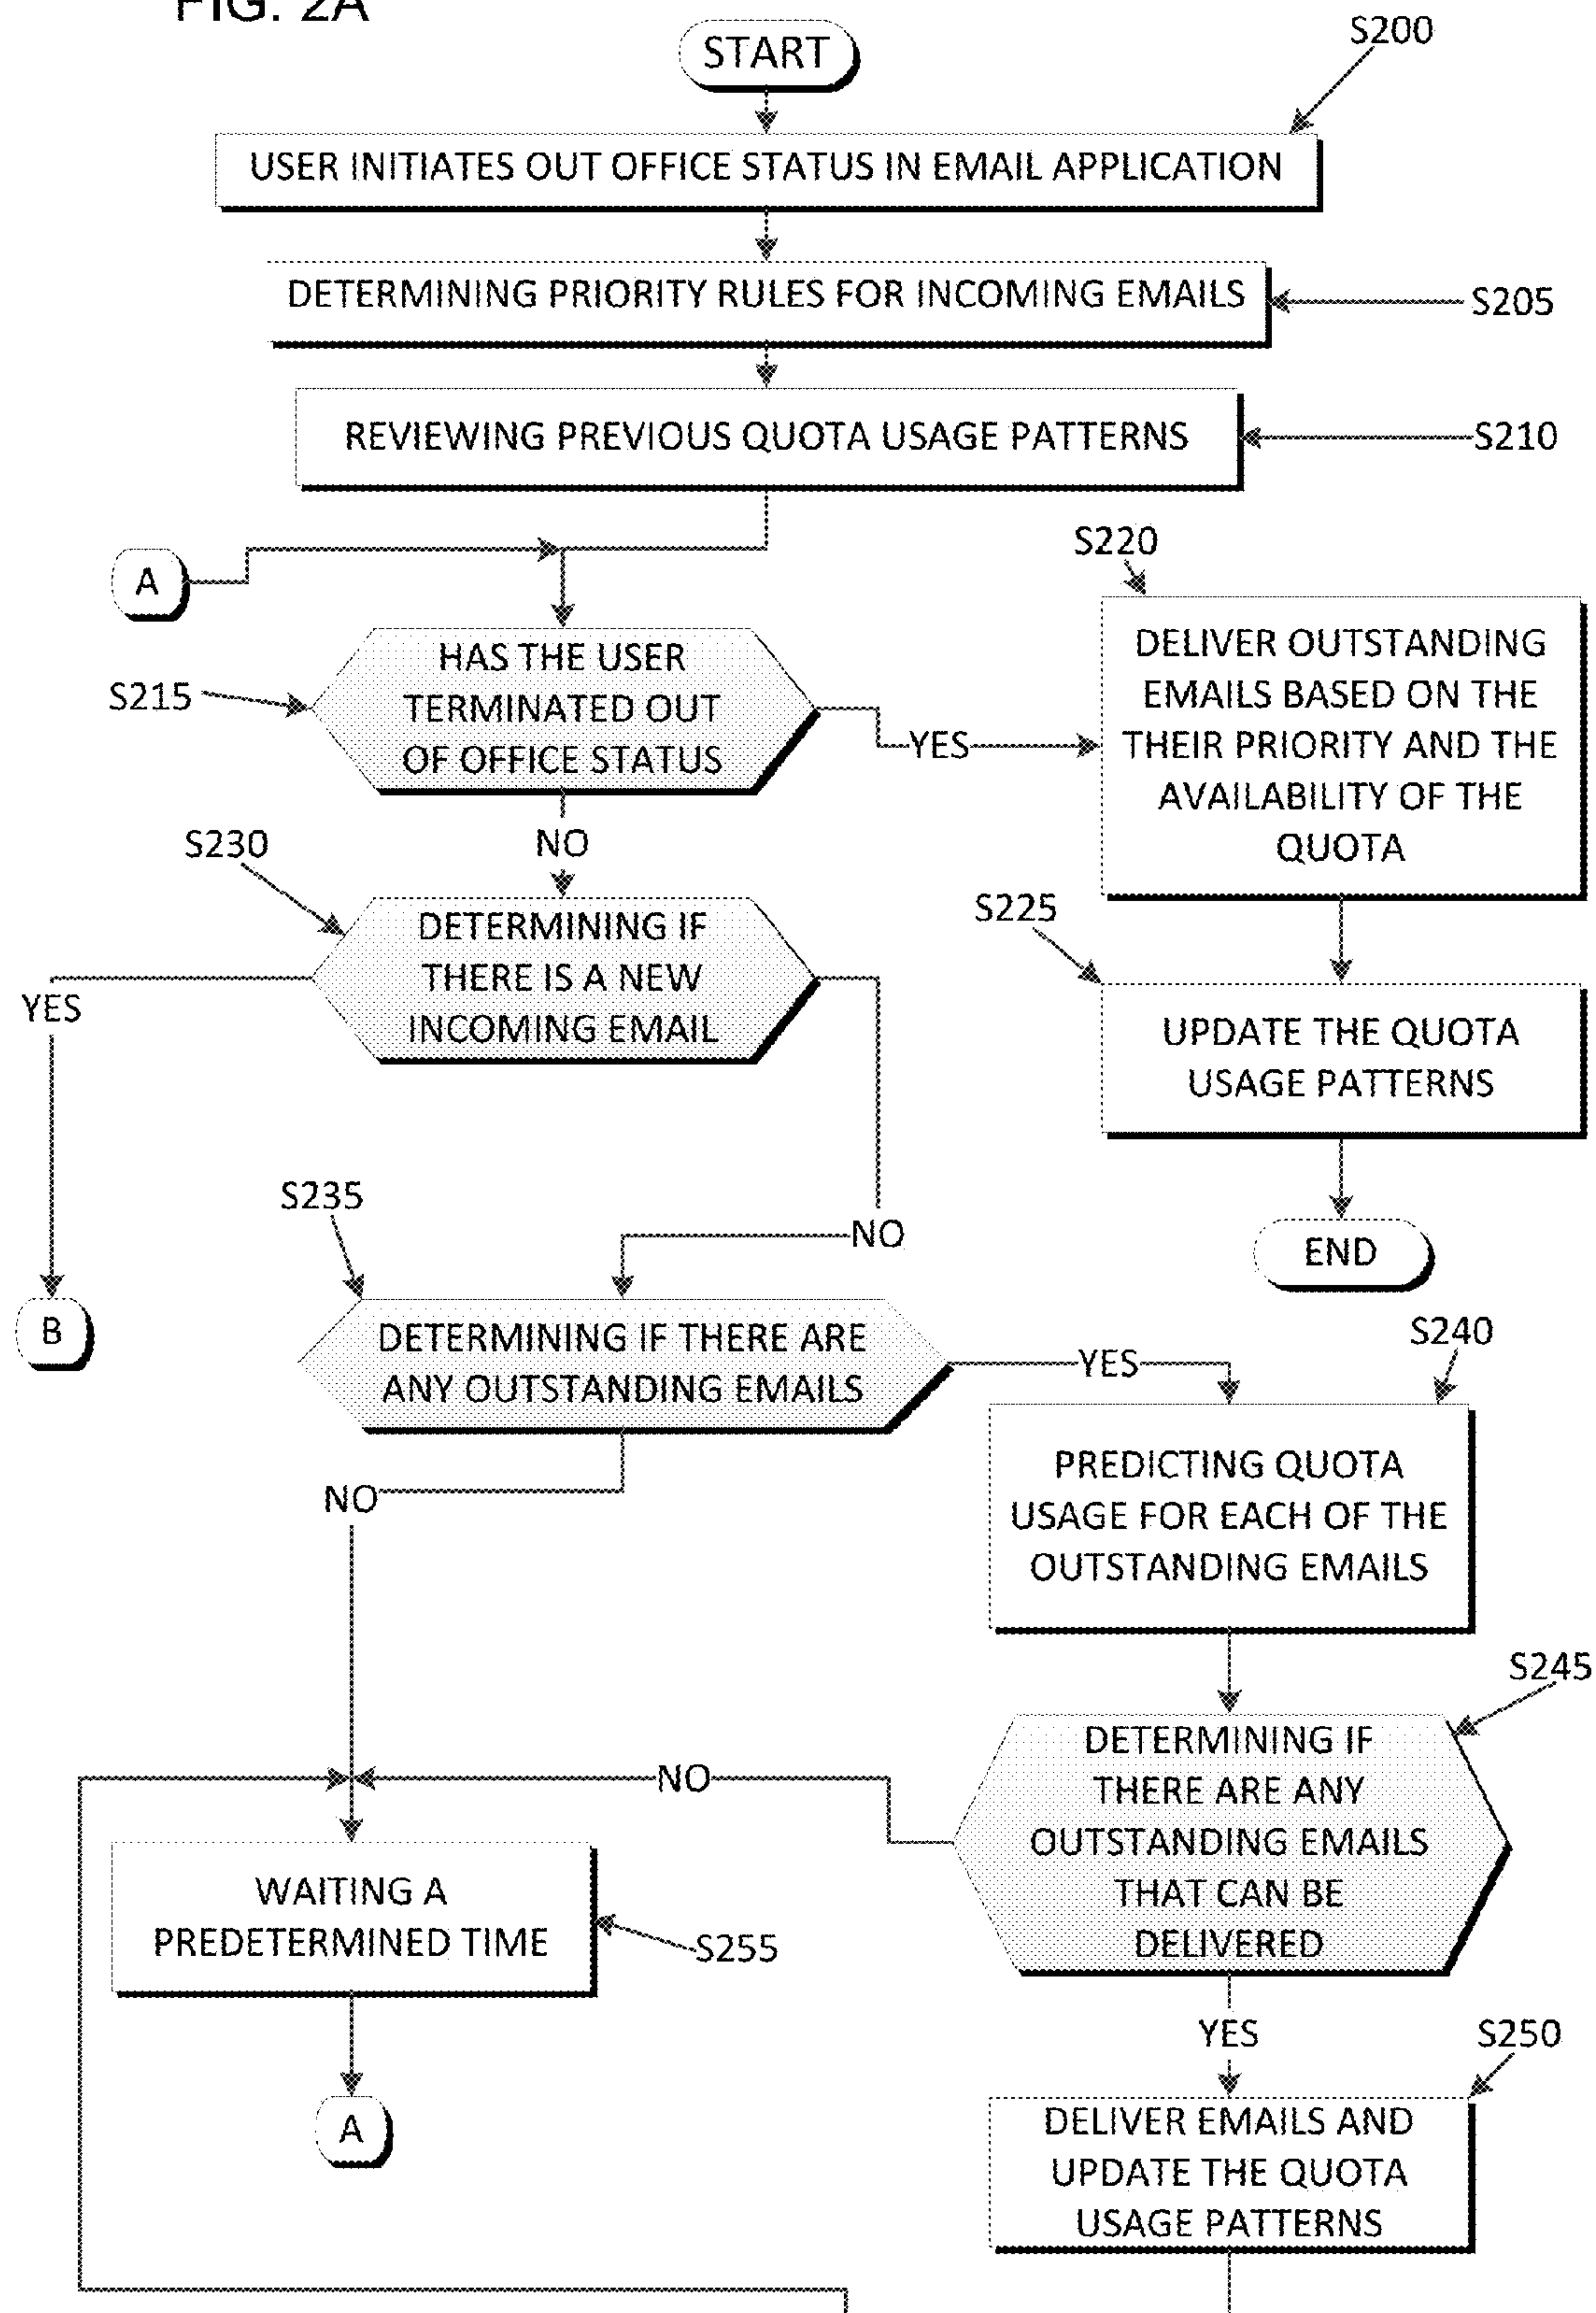 FIG. 2A
START
S200
USER INITIATES OUT OFFICE STATUS IN EMAIL APPLICATION
DETERMINING PRIORITY RULES FOR INCOMING EMAILS
S205
REVIEWING PREVIOUS QUOTA USAGE PATTERNS
S210
A
S220
HAS THE USER
TERMINATED OUT
OF OFFICE STATUS
S215
YES
DELIVER OUTSTANDING
EMAILS BASED ON THE
THEIR PRIORITY AND THE
AVAILABILITY OF THE
QUOTA
NO
S230
S225
DETERMINING IF
THERE IS A NEW
INCOMING EMAIL
YES
UPDATE THE QUOTA
USAGE PATTERNS
S235
NO
END
B
DETERMINING IF THERE ARE
ANY OUTSTANDING EMAILS
YES
S240
NO
PREDICTING QUOTA
USAGE FOR EACH OF THE
OUTSTANDING EMAILS
S245
DETERMINING IF
THERE ARE ANY
OUTSTANDING EMAILS
THAT CAN BE
DELIVERED
NO
WAITING A
PREDETERMINED TIME
S255
YES
S250
A
DELIVER EMAILS AND
UPDATE THE QUOTA
USAGE PATTERNS